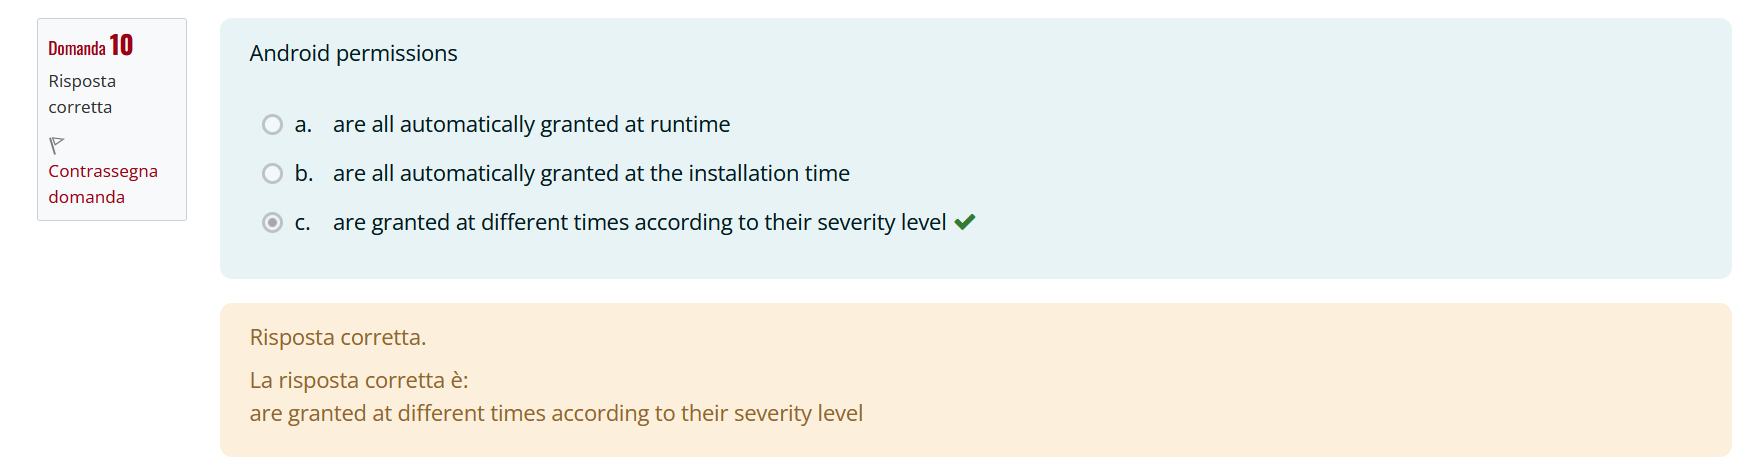 Domanda 10
Risposta
corretta
Contrassegna
domanda
Android permissions
a. are all automatically granted at runtime
b. are all automatically granted at the installation time
c. are granted at different times according to their severity level
Risposta corretta.
La risposta corretta è:
are granted at different times according to their severity level